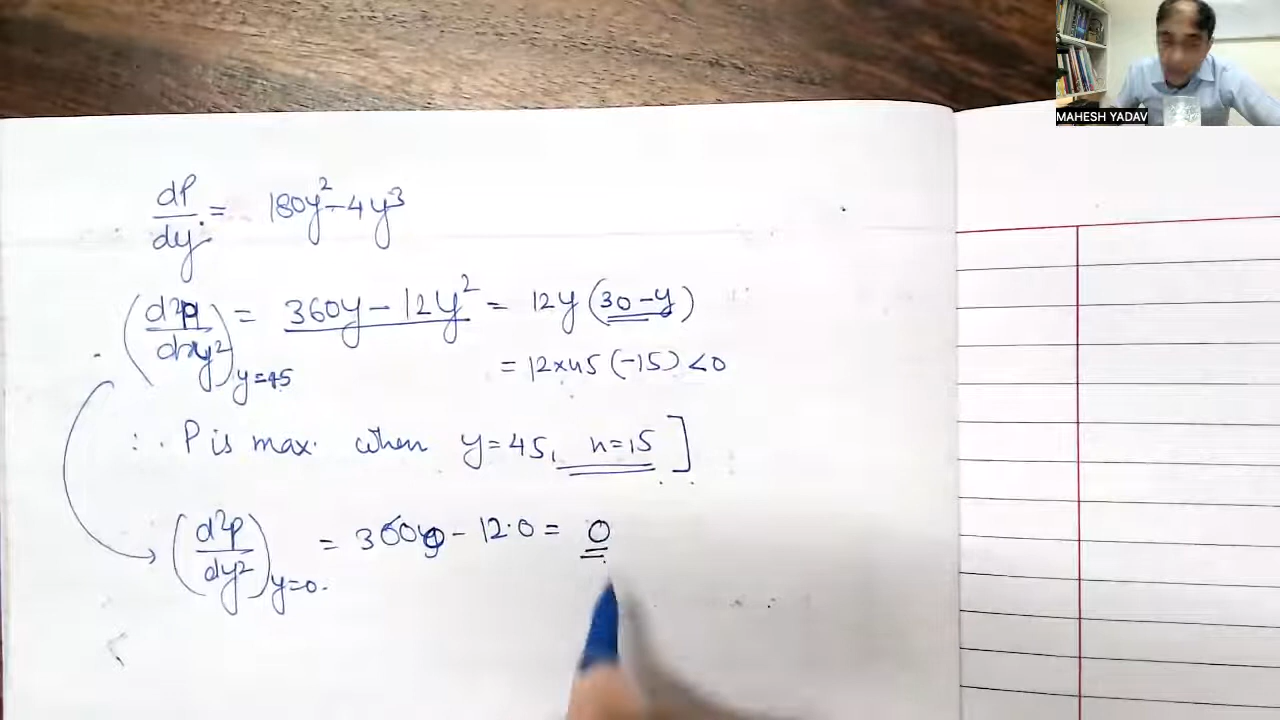 MAHESH YADAV
dP/dy = 180y² - 4y³
(d²p/dy²)y=45 = 360y - 12y² = 12y (30 - y)
= 12×45 (-15) < 0
∴ P is max. when y=45, x=15 ]
(d²p/dy²)y=0. = 360·0 - 12·0 = 0